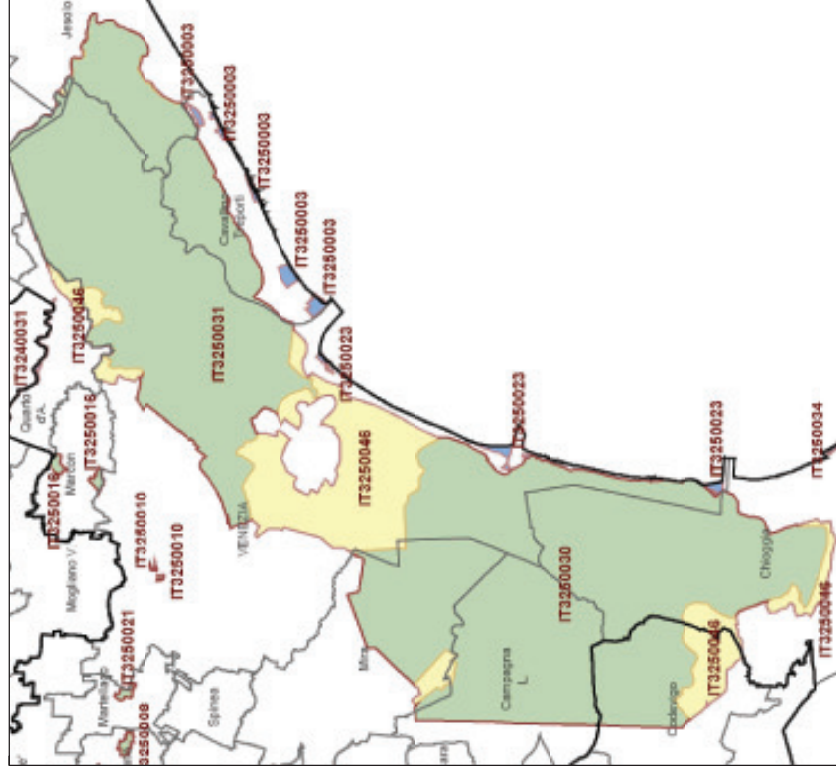 Jesolo
IT3250003
IT3250003
IT3250003
IT3250003
IT3250003
Cavallino
Treporti
IT3240031
IT3250046
IT3250031
Quarto
d'A.
IT3250016
IT3250016
Marcon
IT3250023
IT3250046
VENEZIA
IT3250010
IT3250010
Mogliano V.
IT3250021
Martellago
Spinea
IT3250023
IT3250023
IT3250034
IT3250030
Chioggia
Mira
Campagna
L.
Codevigo
IT3250046
IT3250046